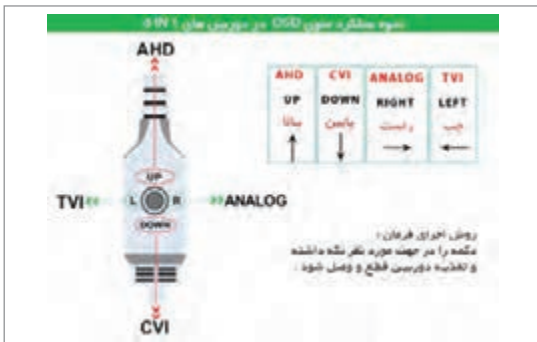 نحوه عملکرد منوی OSD در دوربین های 4 IN 1
AHD
UP
L R
DOWN
TVI
ANALOG
CVI
AHD CVI ANALOG TVI
UP DOWN RIGHT LEFT
بالا پایین راست چپ
روش اجرای فرمان :
دکمه را در جهت مورد نظر نگه داشته
و تغذیه دوربین قطع و وصل شود .